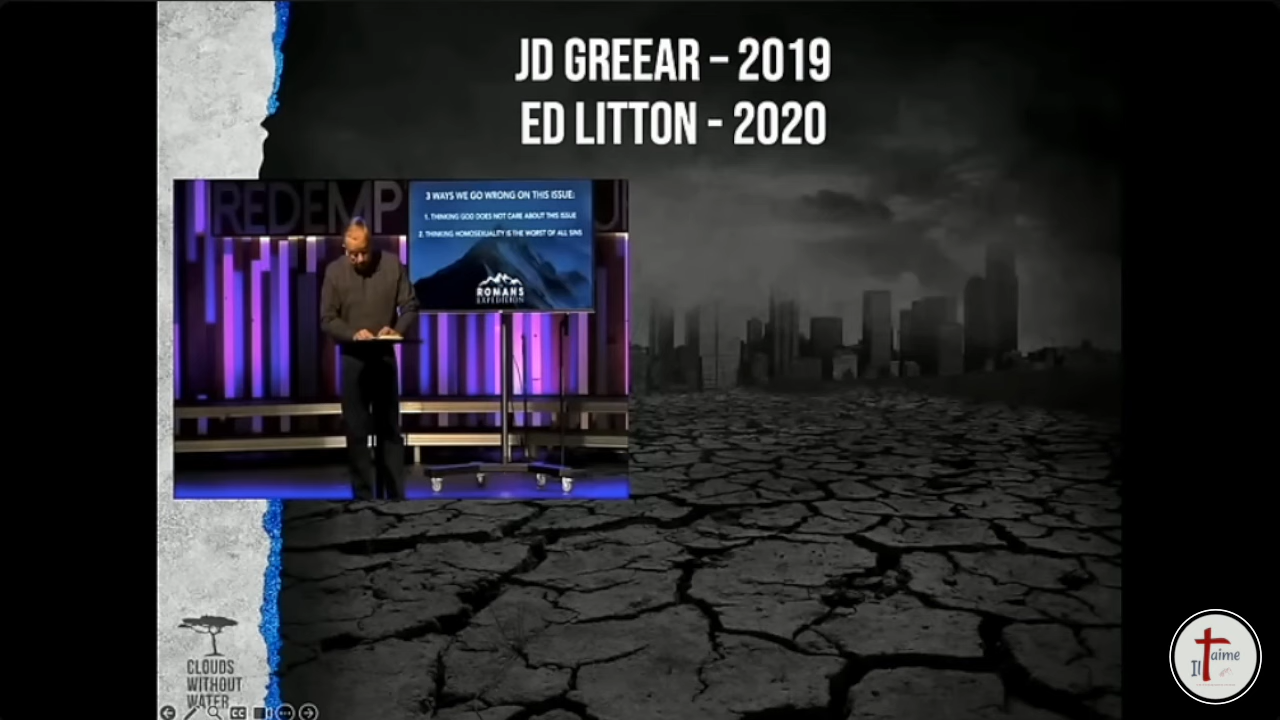 JD GREEAR – 2019
ED LITTON - 2020
REDEMP
3 WAYS WE GO WRONG ON THIS ISSUE:
1. THINKING GOD DOES NOT CARE ABOUT THIS ISSUE
2. THINKING HOMOSEXUALITY IS THE WORST OF ALL SINS
ROMANS
EXPEDITION
CLOUDS
WITHOUT
WATER
CC
Il t'aime